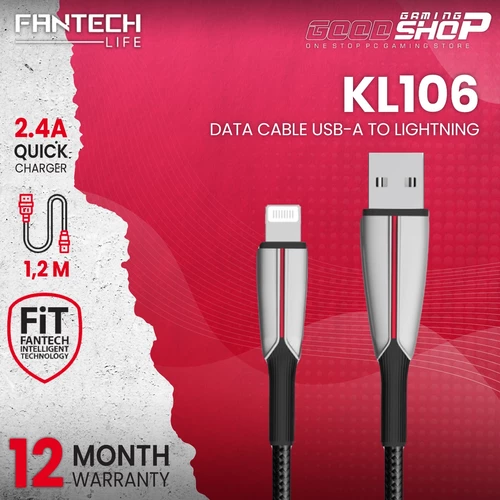 FANTECH
LIFE
GAMING
GOOD SHOP
ONE STOP PC GAMING STORE
KL106
DATA CABLE USB-A TO LIGHTNING
2.4A
QUICK
CHARGER
1,2 M
FiT
FANTECH
INTELLIGENT
TECHNOLOGY
12 MONTH
WARRANTY